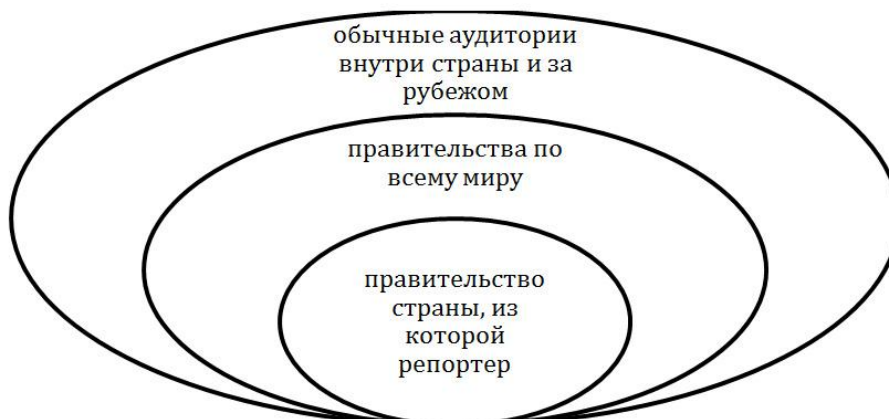 обычные аудитории
внутри страны и за
рубежом
правительства по
всему миру
правительство
страны, из
которой
репортер